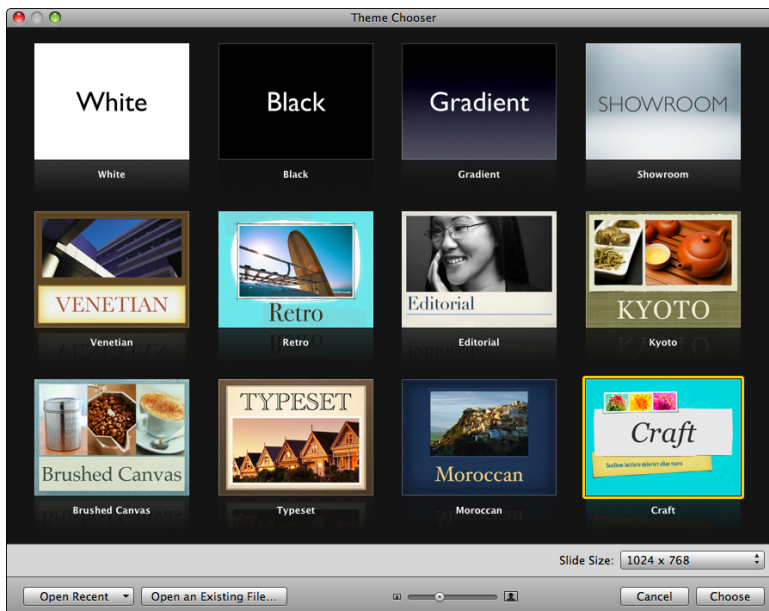 Theme Chooser
White
Black
Gradient
SHOWROOM
White
Black
Gradient
Showroom
VENETIAN
Retro
Editorial
KYOTO
Venetian
Retro
Editorial
Kyoto
Brushed Canvas
TYPESET
Moroccan
Craft
Brushed Canvas
Typeset
Moroccan
Craft
Slide Size: 1024 x 768
Open Recent
Open an Existing File...
Cancel
Choose